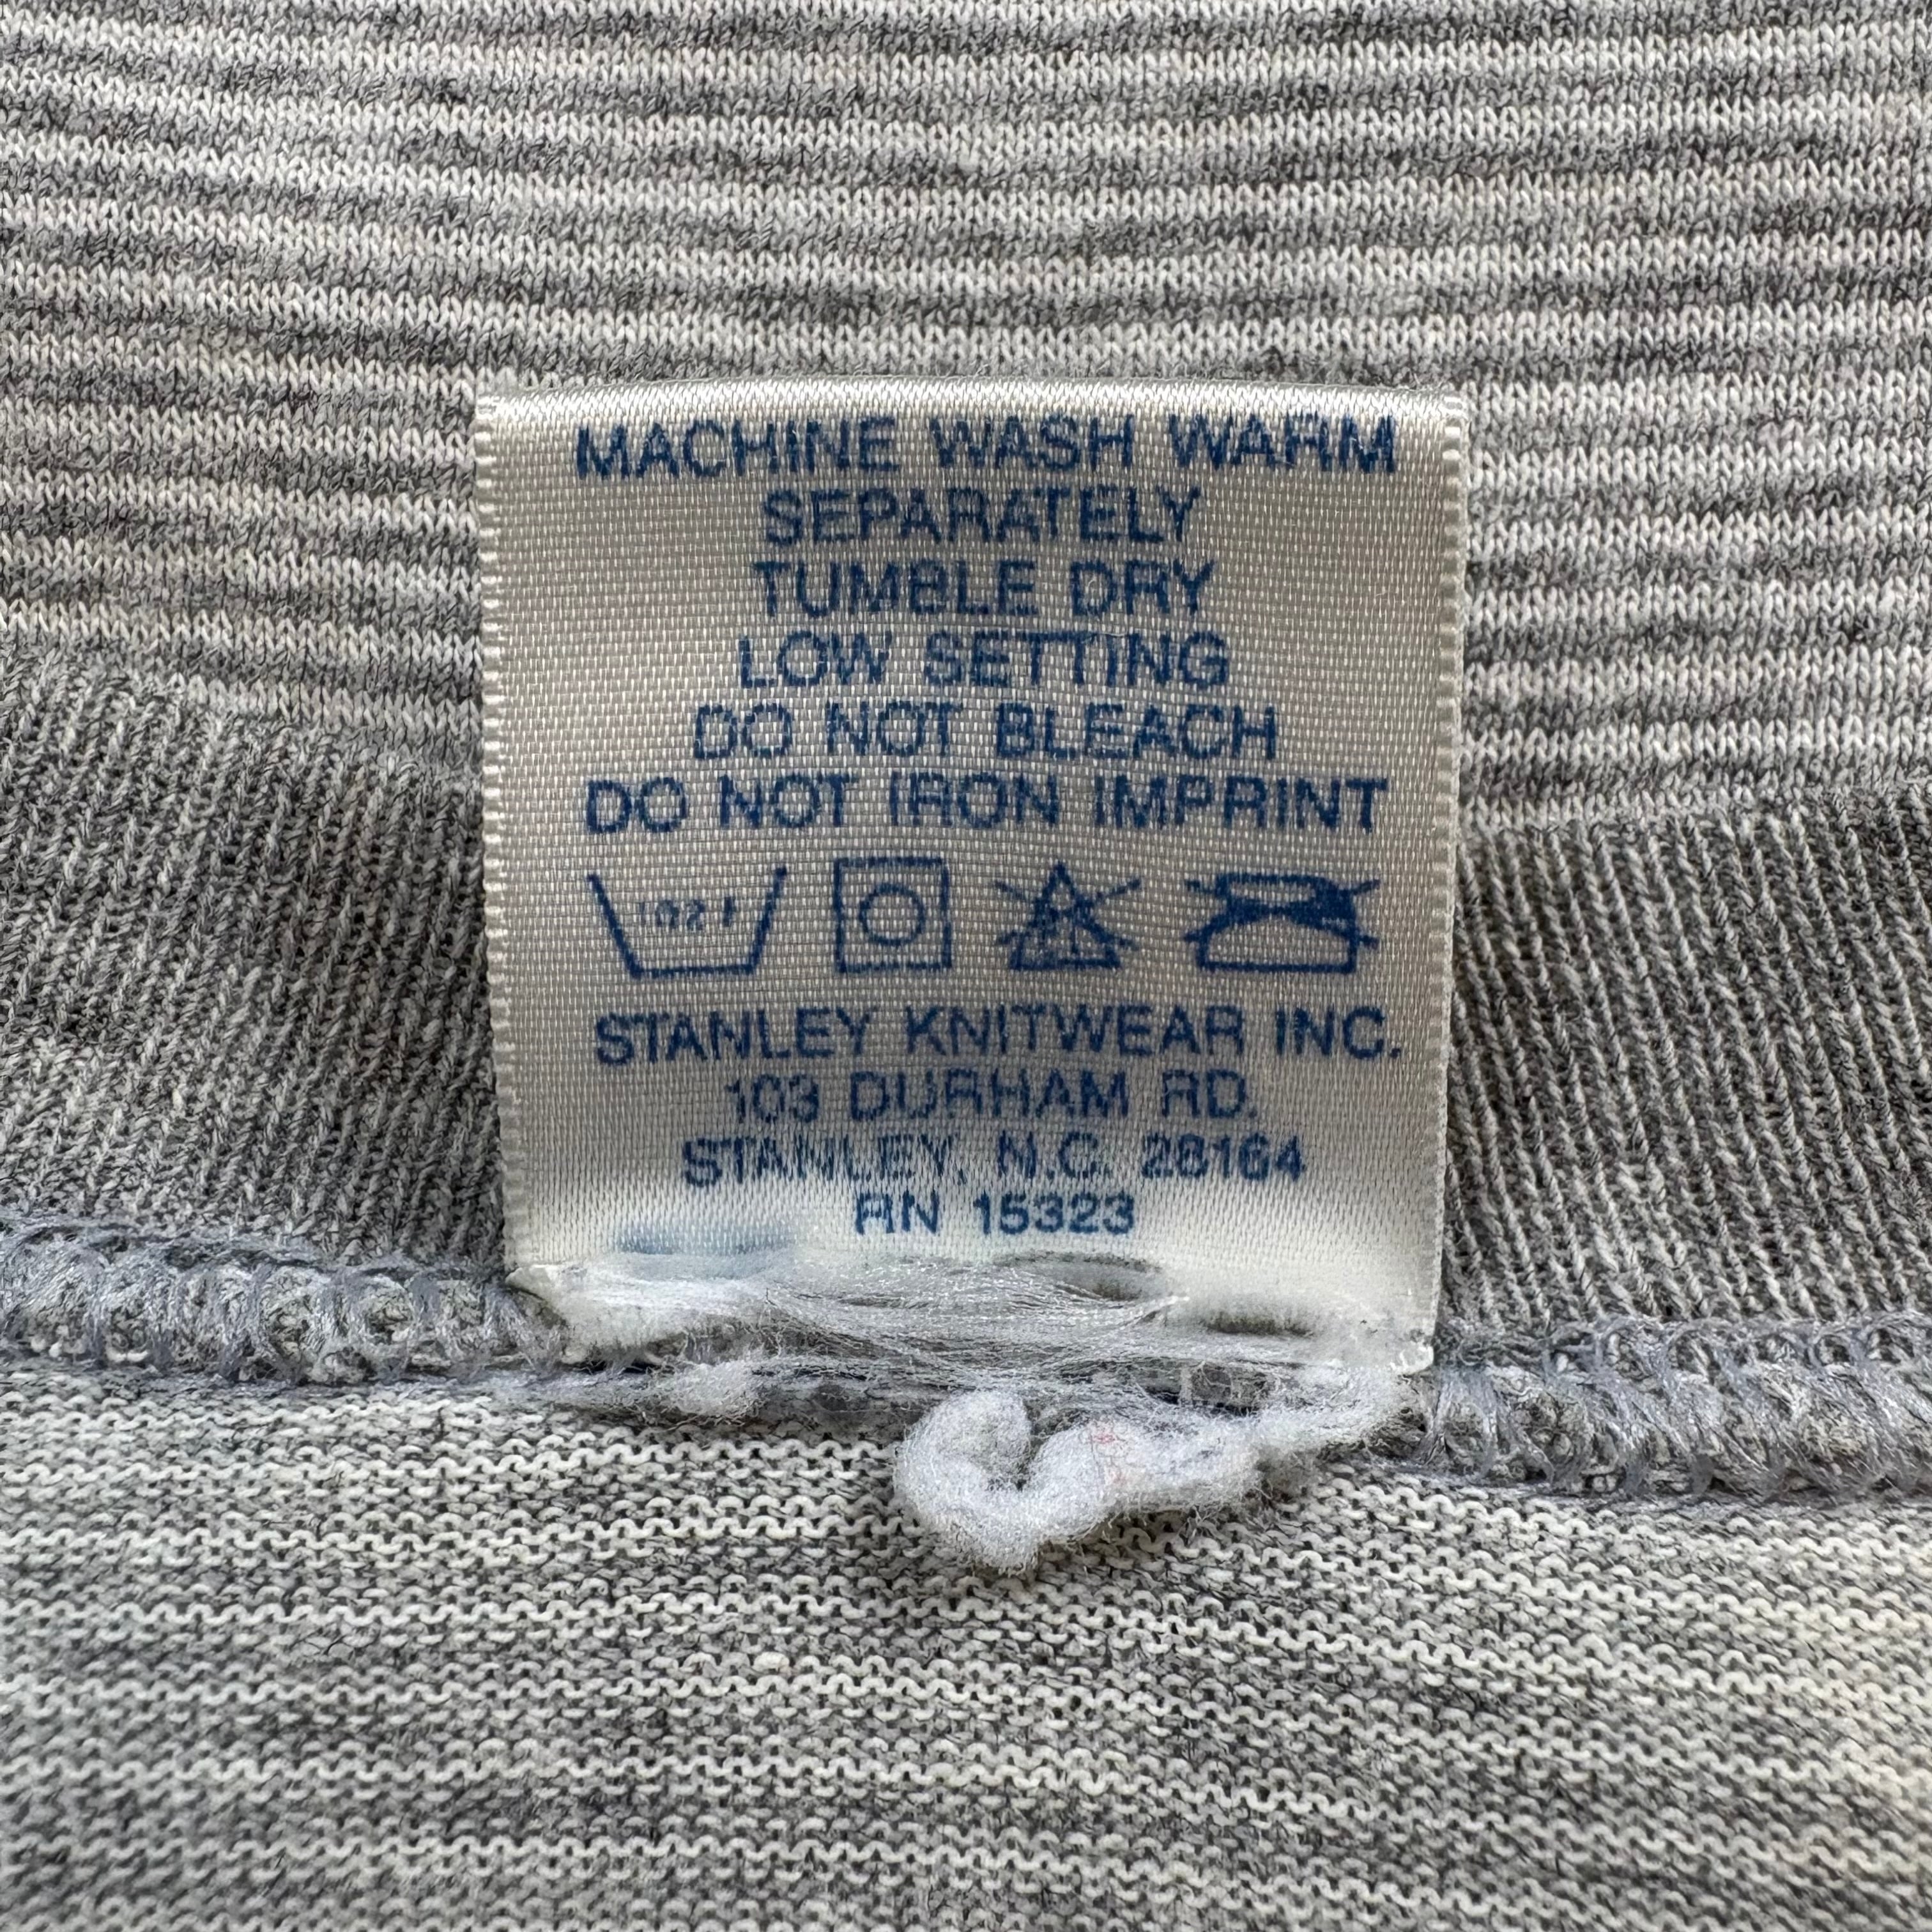 MACHINE WASH WARM
SEPARATELY
TUMBLE DRY
LOW SETTING
DO NOT BLEACH
DO NOT IRON IMPRINT
STANLEY KNITWEAR INC.
103 DURHAM RD.
STANLEY, N.C. 28164
RN 15323